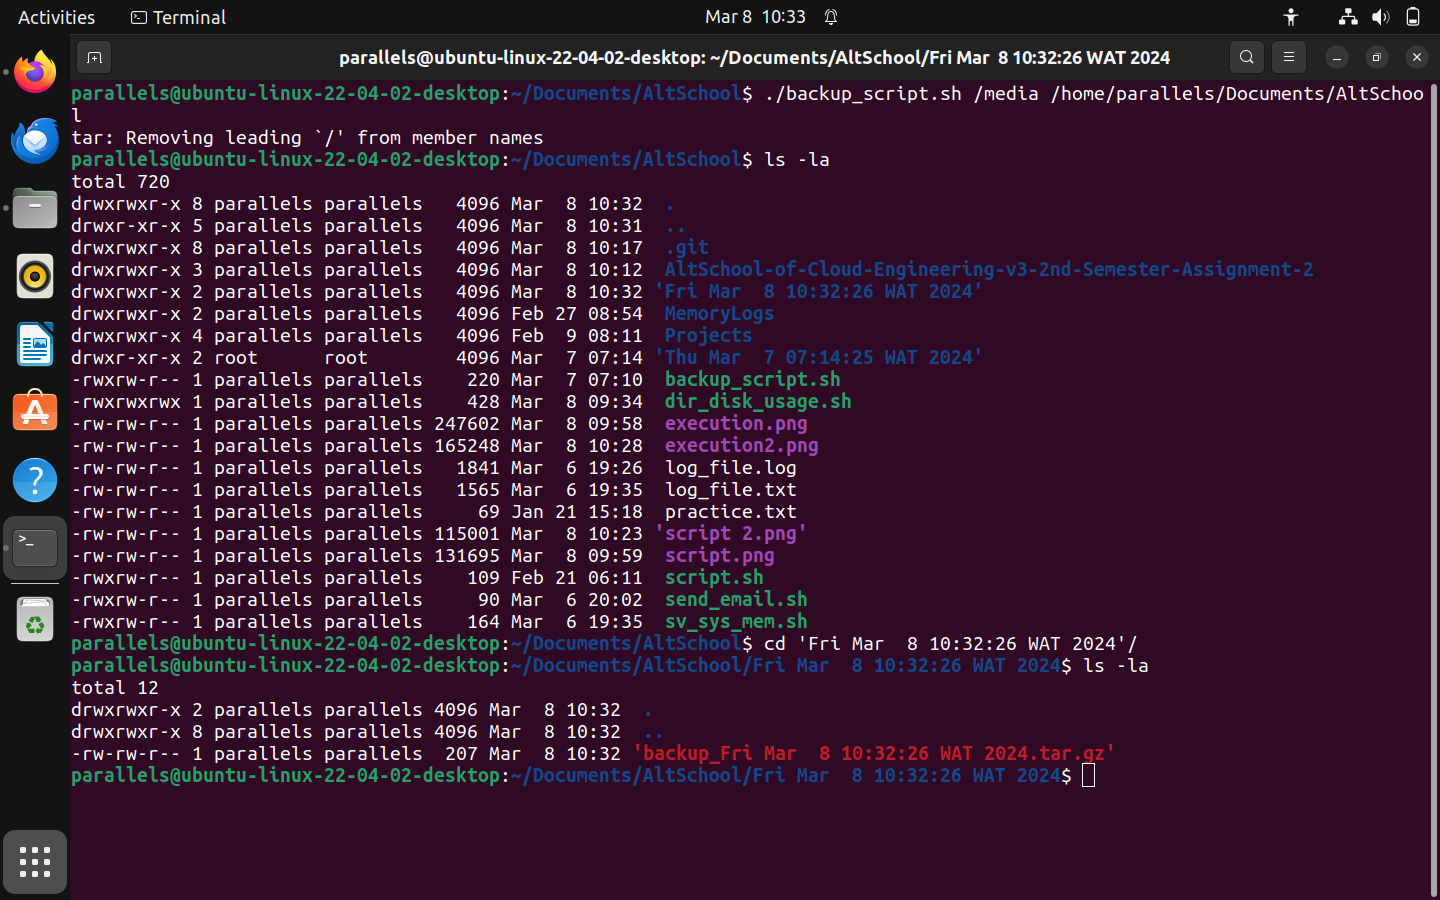 Activities Terminal Mar 8 10:33
parallels@ubuntu-linux-22-04-02-desktop: ~/Documents/AltSchool/Fri Mar  8 10:32:26 WAT 2024
parallels@ubuntu-linux-22-04-02-desktop:~/Documents/AltSchool$ ./backup_script.sh /media /home/parallels/Documents/AltSchoo
l
tar: Removing leading `/' from member names
parallels@ubuntu-linux-22-04-02-desktop:~/Documents/AltSchool$ ls -la
total 720
drwxrwxr-x 8 parallels parallels   4096 Mar  8 10:32  .
drwxr-xr-x 5 parallels parallels   4096 Mar  8 10:31  ..
drwxrwxr-x 8 parallels parallels   4096 Mar  8 10:17  .git
drwxrwxr-x 3 parallels parallels   4096 Mar  8 10:12  AltSchool-of-Cloud-Engineering-v3-2nd-Semester-Assignment-2
drwxrwxr-x 2 parallels parallels   4096 Mar  8 10:32 'Fri Mar  8 10:32:26 WAT 2024'
drwxrwxr-x 2 parallels parallels   4096 Feb 27 08:54  MemoryLogs
drwxrwxr-x 4 parallels parallels   4096 Feb  9 08:11  Projects
drwxr-xr-x 2 root      root        4096 Mar  7 07:14 'Thu Mar  7 07:14:25 WAT 2024'
-rwxrw-r-- 1 parallels parallels    220 Mar  7 07:10  backup_script.sh
-rwxrwxrwx 1 parallels parallels    428 Mar  8 09:34  dir_disk_usage.sh
-rw-rw-r-- 1 parallels parallels 247602 Mar  8 09:58  execution.png
-rw-rw-r-- 1 parallels parallels 165248 Mar  8 10:28  execution2.png
-rw-rw-r-- 1 parallels parallels   1841 Mar  6 19:26  log_file.log
-rw-rw-r-- 1 parallels parallels   1565 Mar  6 19:35  log_file.txt
-rw-rw-r-- 1 parallels parallels     69 Jan 21 15:18  practice.txt
-rw-rw-r-- 1 parallels parallels 115001 Mar  8 10:23 'script 2.png'
-rw-rw-r-- 1 parallels parallels 131695 Mar  8 09:59  script.png
-rwxrw-r-- 1 parallels parallels    109 Feb 21 06:11  script.sh
-rwxrw-r-- 1 parallels parallels     90 Mar  6 20:02  send_email.sh
-rwxrw-r-- 1 parallels parallels    164 Mar  6 19:35  sv_sys_mem.sh
parallels@ubuntu-linux-22-04-02-desktop:~/Documents/AltSchool$ cd 'Fri Mar  8 10:32:26 WAT 2024'/
parallels@ubuntu-linux-22-04-02-desktop:~/Documents/AltSchool/Fri Mar  8 10:32:26 WAT 2024$ ls -la
total 12
drwxrwxr-x 2 parallels parallels 4096 Mar  8 10:32  .
drwxrwxr-x 8 parallels parallels 4096 Mar  8 10:32  ..
-rw-rw-r-- 1 parallels parallels  207 Mar  8 10:32 'backup_Fri Mar  8 10:32:26 WAT 2024.tar.gz'
parallels@ubuntu-linux-22-04-02-desktop:~/Documents/AltSchool/Fri Mar  8 10:32:26 WAT 2024$